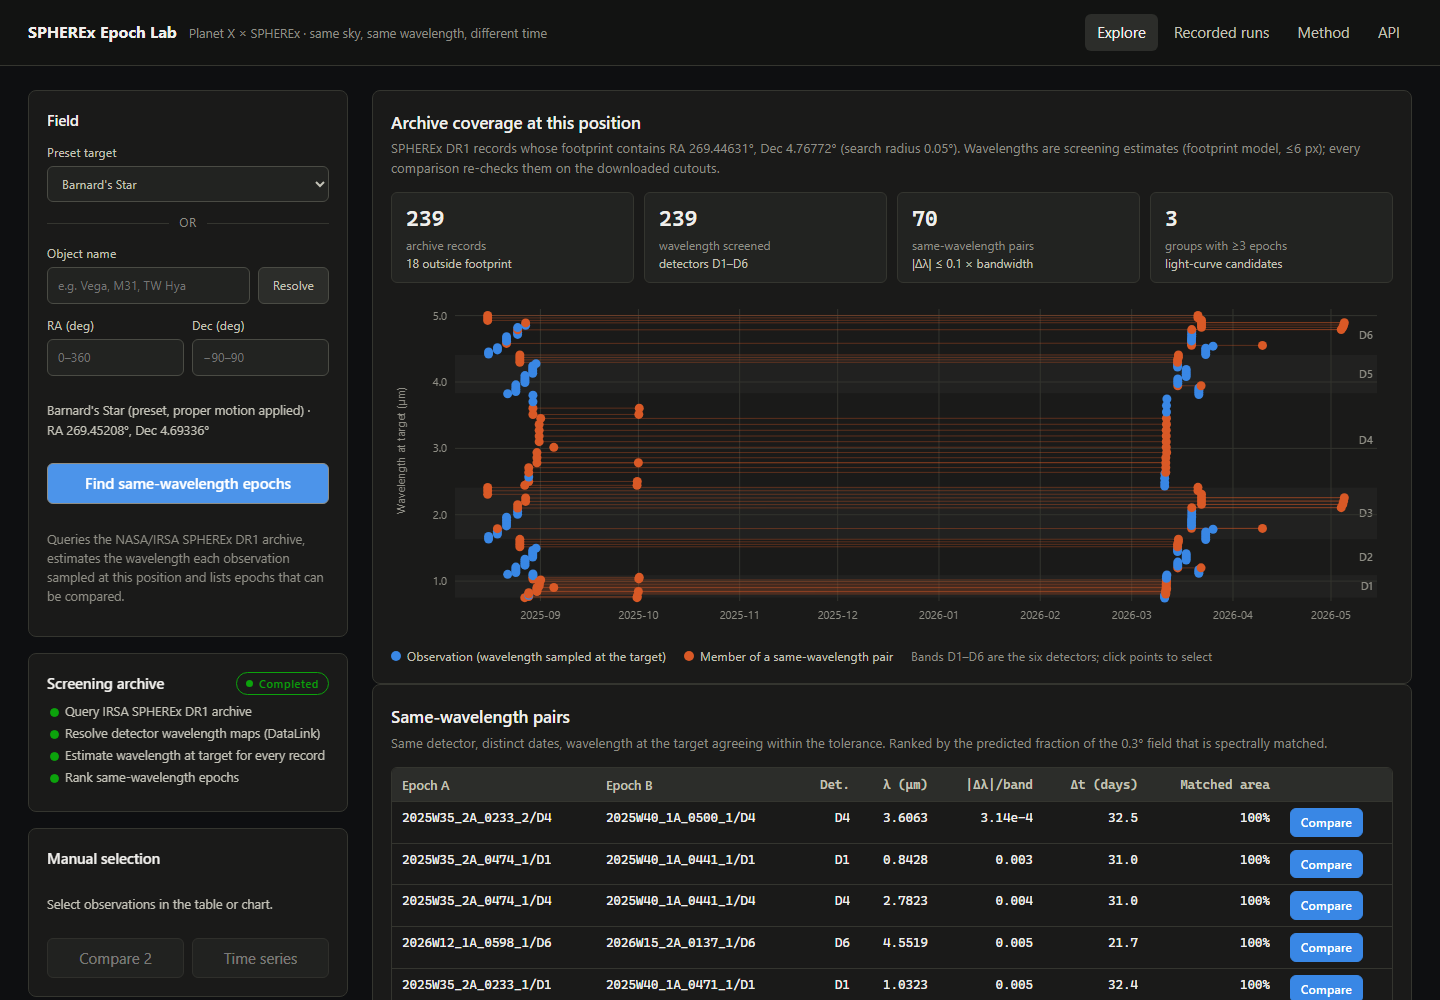 SPHEREx Epoch Lab
Planet X × SPHEREx · same sky, same wavelength, different time
Explore
Recorded runs
Method
API
Field
Preset target
Barnard's Star
OR
Object name
e.g. Vega, M31, TW Hya
Resolve
RA (deg)
Dec (deg)
0–360
−90–90
Barnard's Star (preset, proper motion applied) ·
RA 269.45208°, Dec 4.69336°
Find same-wavelength epochs
Queries the NASA/IRSA SPHEREx DR1 archive,
estimates the wavelength each observation
sampled at this position and lists epochs that can
be compared.
Screening archive
Completed
Query IRSA SPHEREx DR1 archive
Resolve detector wavelength maps (DataLink)
Estimate wavelength at target for every record
Rank same-wavelength epochs
Manual selection
Select observations in the table or chart.
Compare 2
Time series
Archive coverage at this position
SPHEREx DR1 records whose footprint contains RA 269.44631°, Dec 4.76772° (search radius 0.05°). Wavelengths are screening estimates (footprint model, ≤6 px); every
comparison re-checks them on the downloaded cutouts.
239
archive records
18 outside footprint
239
wavelength screened
detectors D1–D6
70
same-wavelength pairs
|Δλ| ≤ 0.1 × bandwidth
3
groups with ≥3 epochs
light-curve candidates
Wavelength at target (μm)
5.0
4.0
3.0
2.0
1.0
D6
D5
D4
D3
D2
D1
2025-09
2025-10
2025-11
2025-12
2026-01
2026-02
2026-03
2026-04
2026-05
Observation (wavelength sampled at the target)
Member of a same-wavelength pair
Bands D1–D6 are the six detectors; click points to select
Same-wavelength pairs
Same detector, distinct dates, wavelength at the target agreeing within the tolerance. Ranked by the predicted fraction of the 0.3° field that is spectrally matched.
Epoch A Epoch B Det. λ (μm) |Δλ|/band Δt (days) Matched area
2025W35_2A_0233_2/D4 2025W40_1A_0500_1/D4 D4 3.6063 3.14e−4 32.5 100% Compare
2025W35_2A_0474_1/D1 2025W40_1A_0441_1/D1 D1 0.8428 0.003 31.0 100% Compare
2025W35_2A_0474_1/D4 2025W40_1A_0441_1/D4 D4 2.7823 0.004 31.0 100% Compare
2026W12_1A_0598_1/D6 2026W15_2A_0137_1/D6 D6 4.5519 0.005 21.7 100% Compare
2025W35_2A_0233_1/D1 2025W40_1A_0471_1/D1 D1 1.0323 0.005 32.4 100% Compare